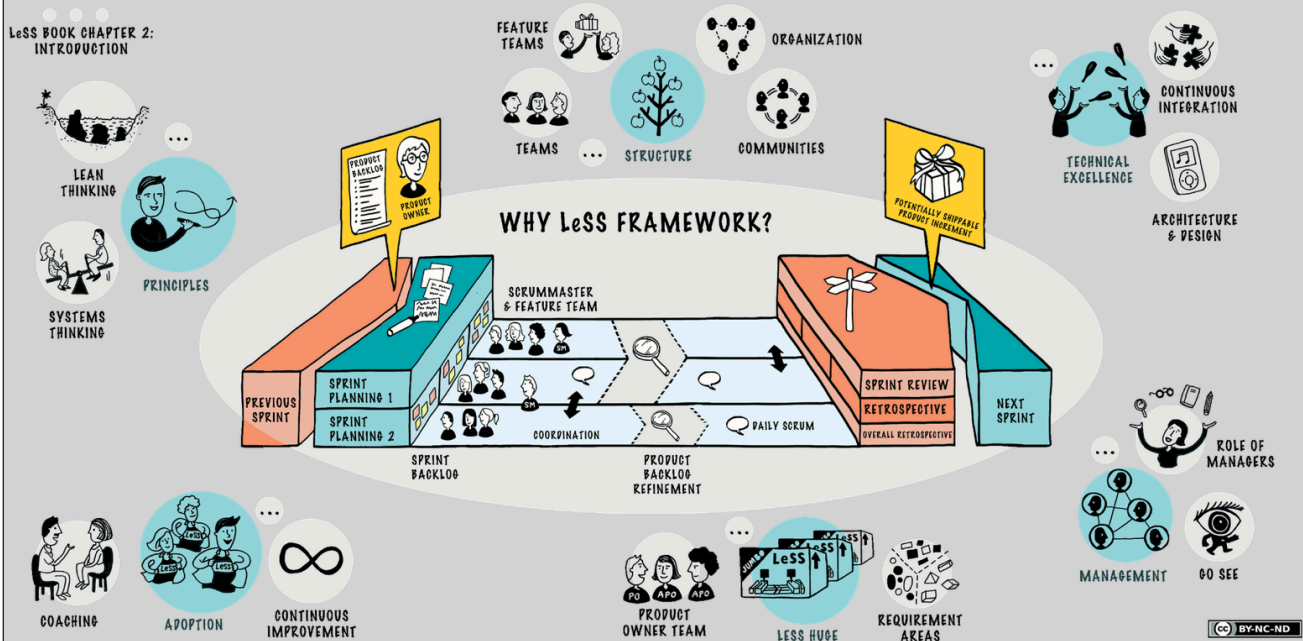 LeSS BOOK CHAPTER 2:
INTRODUCTION
LEAN
THINKING
SYSTEMS
THINKING
PRINCIPLES
FEATURE
TEAMS
ORGANIZATION
TEAMS
STRUCTURE
COMMUNITIES
CONTINUOUS
INTEGRATION
TECHNICAL
EXCELLENCE
ARCHITECTURE
& DESIGN
PRODUCT
BACKLOG
PRODUCT
OWNER
WHY LeSS FRAMEWORK?
POTENTIALLY SHIPPABLE
PRODUCT INCREMENT
SCRUMMASTER
& FEATURE TEAM
SM
SM
PREVIOUS
SPRINT
SPRINT
PLANNING 1
SPRINT
PLANNING 2
COORDINATION
DAILY SCRUM
SPRINT REVIEW
RETROSPECTIVE
OVERALL RETROSPECTIVE
NEXT
SPRINT
SPRINT
BACKLOG
PRODUCT
BACKLOG
REFINEMENT
ROLE OF
MANAGERS
MANAGEMENT
GO SEE
COACHING
LeSS
LeSS
LeSS
ADOPTION
CONTINUOUS
IMPROVEMENT
PO
APO
APO
PRODUCT
OWNER TEAM
JUMBO
LeSS
LeSS
LeSS
LESS HUGE
REQUIREMENT
AREAS
cc BY-NC-ND